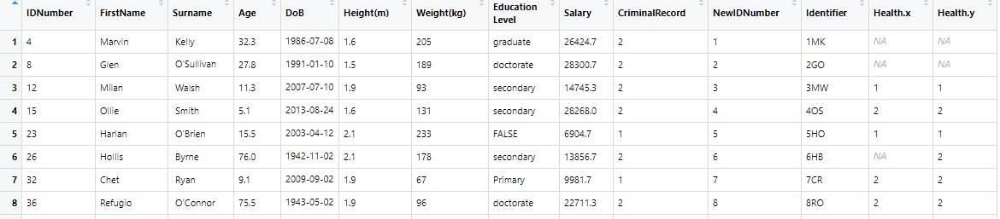 IDNumber FirstName Surname Age DoB Height(m) Weight(kg) Education Level Salary CriminalRecord NewIDNumber Identifier Health.x Health.y
1 4 Marvin Kelly 32.3 1986-07-08 1.6 205 graduate 26424.7 2 1 1MK NA NA
2 8 Glen O'Sullivan 27.8 1991-01-10 1.5 189 doctorate 28300.7 2 2 2GO NA NA
3 12 Milan Walsh 11.3 2007-07-10 1.9 93 secondary 14745.3 2 3 3MW 1 1
4 15 Ollie Smith 5.1 2013-08-24 1.6 131 secondary 28268.0 2 4 4OS 2 2
5 23 Harlan O'Brien 15.5 2003-04-12 2.1 233 FALSE 6904.7 1 5 5HO 1 1
6 26 Hollis Byrne 76.0 1942-11-02 2.1 178 secondary 13856.7 2 6 6HB NA 2
7 32 Chet Ryan 9.1 2009-09-02 1.9 67 Primary 9981.7 1 7 7CR 2 2
8 36 Refugio O'Connor 75.5 1943-05-02 1.9 96 doctorate 22711.3 2 8 8RO 2 2